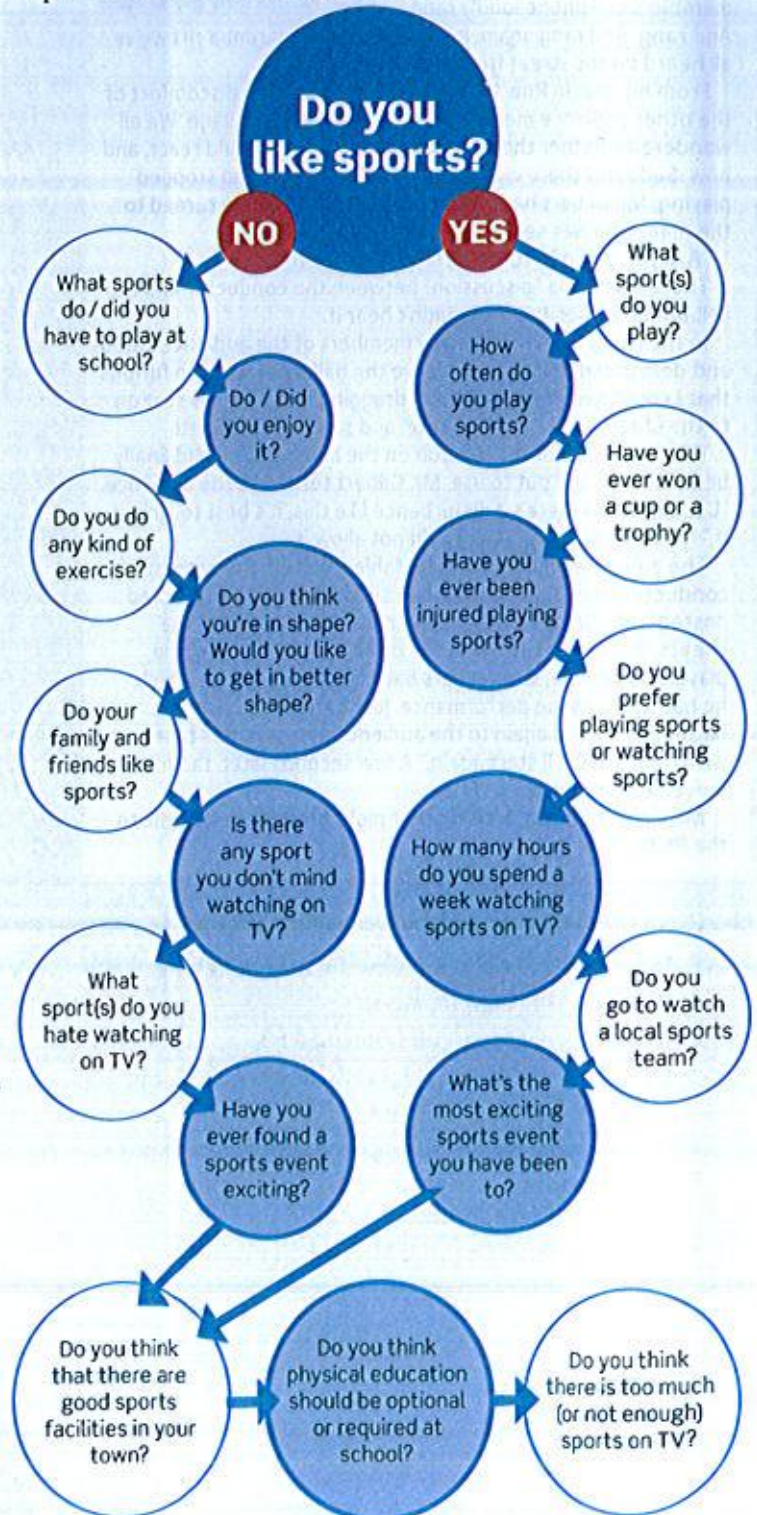 Do you
like sports?
NO
YES
What sports
do / did you
have to play at
school?
Do / Did
you enjoy
it?
Do you do
any kind of
exercise?
Do you think
you're in shape?
Would you like
to get in better
shape?
Do your
family and
friends like
sports?
Is there
any sport
you don't mind
watching on
TV?
What
sport(s) do you
hate watching
on TV?
Have you
ever found a
sports event
exciting?
What
sport(s)
do you
play?
How
often do
you play
sports?
Have you
ever won
a cup or a
trophy?
Have you
ever been
injured playing
sports?
Do you
prefer
playing sports
or watching
sports?
How many hours
do you spend a
week watching
sports on TV?
Do you
go to watch
a local sports
team?
What's the
most exciting
sports event
you have been
to?
Do you think
that there are
good sports
facilities in your
town?
Do you think
physical education
should be optional
or required at
school?
Do you think
there is too much
(or not enough)
sports on TV?